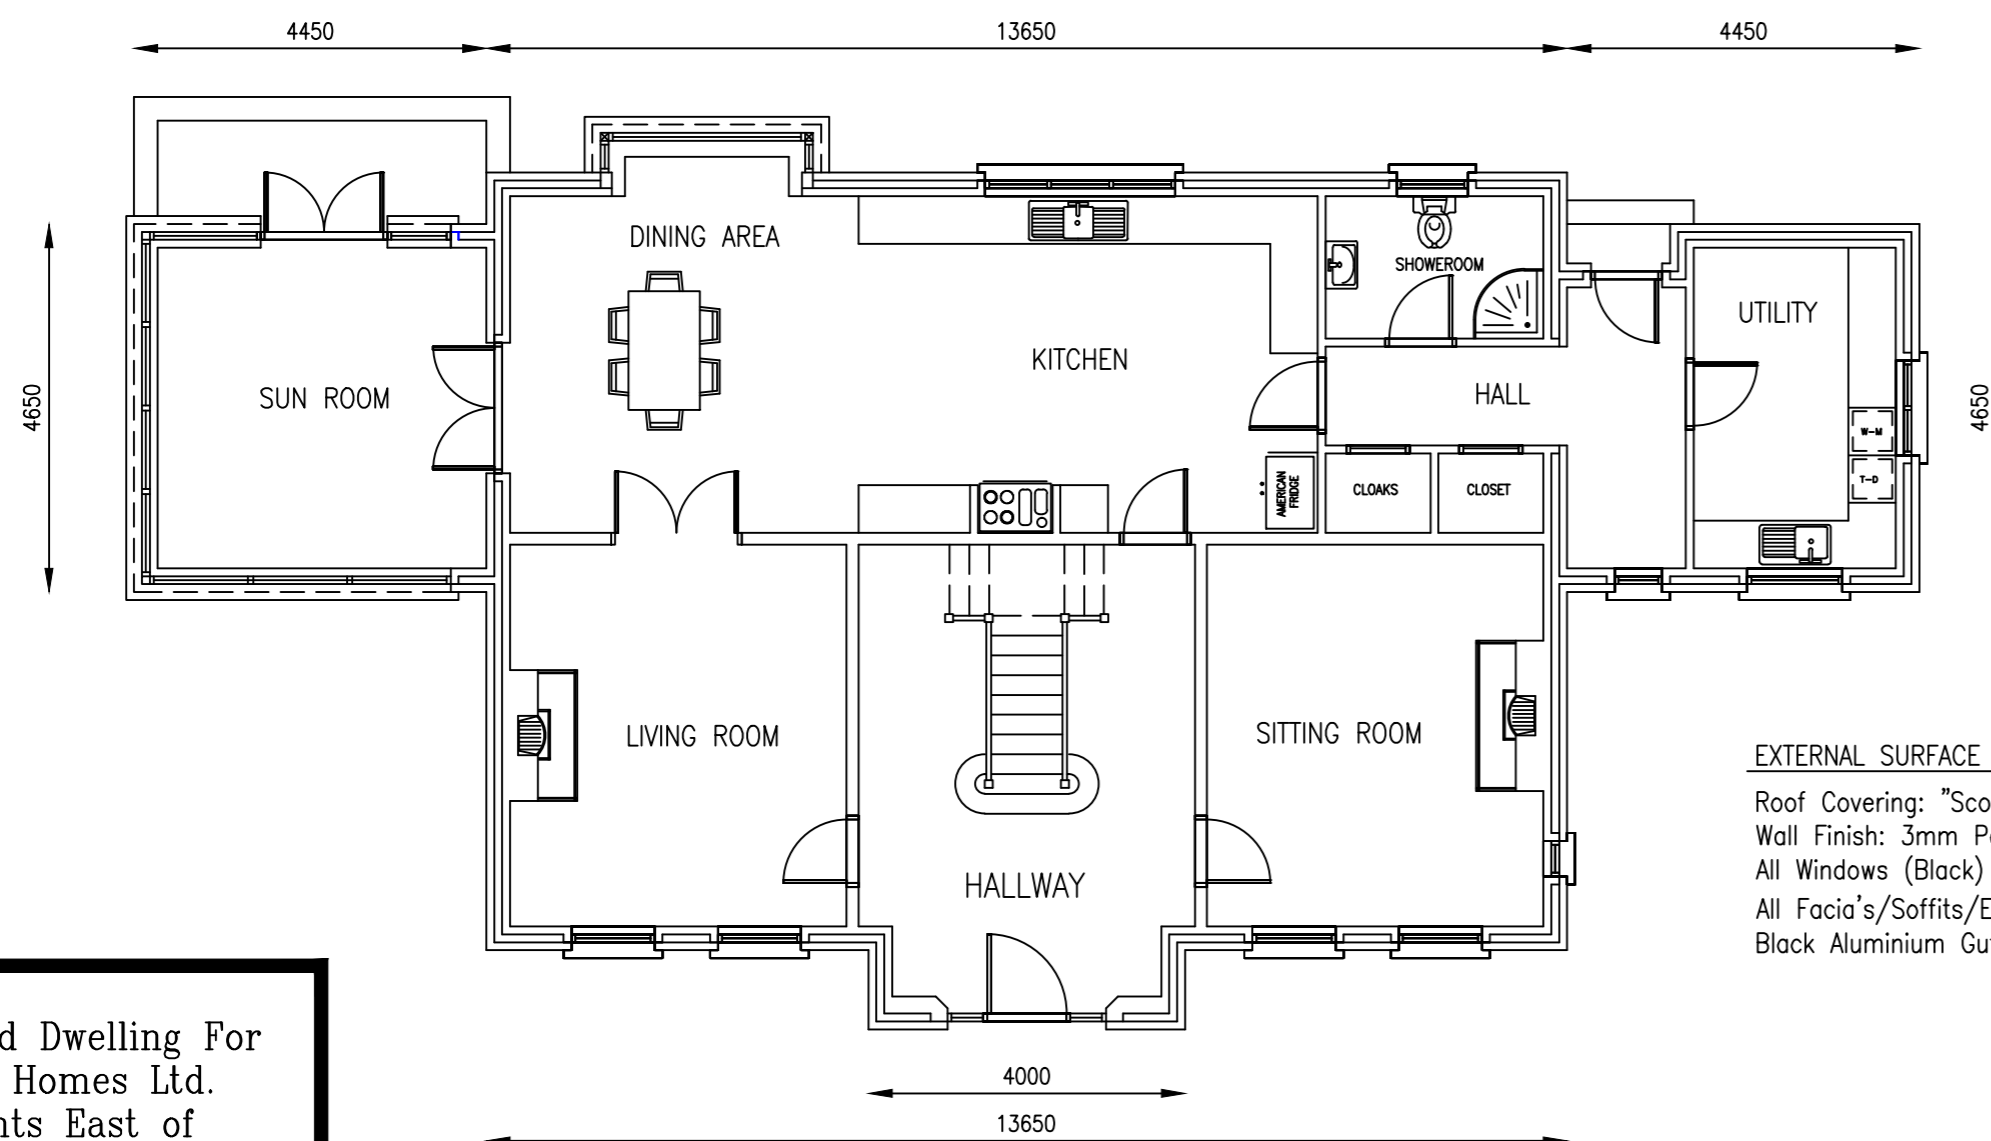 4450
13650
4450
DINING AREA
SHOWEROOM
UTILITY
KITCHEN
SUN ROOM
HALL
4650
4650
W-M
T-D
AMERICAN
FRIDGE
CLOAKS
CLOSET
LIVING ROOM
SITTING ROOM
HALLWAY
EXTERNAL SURFACE
Roof Covering: "Sco
Wall Finish: 3mm P
All Windows (Black)
All Facia's/Soffits/E
Black Aluminium Gu
d Dwelling For
Homes Ltd.
nts East of
4000
13650